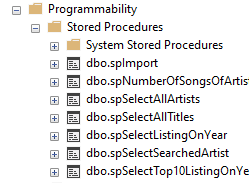 Programmability
Stored Procedures
System Stored Procedures
dbo.spImport
dbo.spNumberOfSongsOfArtis
dbo.spSelectAllArtists
dbo.spSelectAllTitles
dbo.spSelectListingOnYear
dbo.spSelectSearchedArtist
dbo.spSelectTop10ListingOnYe